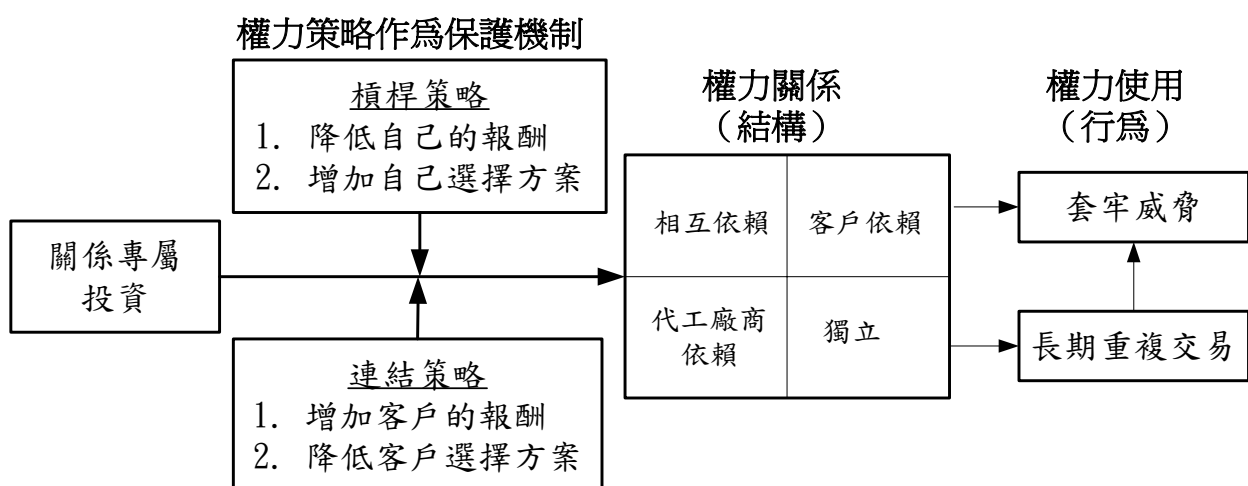 權力策略作為保護機制
槓桿策略
1. 降低自己的報酬
2. 增加自己選擇方案
權力關係
（結構）
權力使用
（行為）
關係專屬
投資
相互依賴
客戶依賴
代工廠商
依賴
獨立
套牢威脅
長期重複交易
連結策略
1. 增加客戶的報酬
2. 降低客戶選擇方案